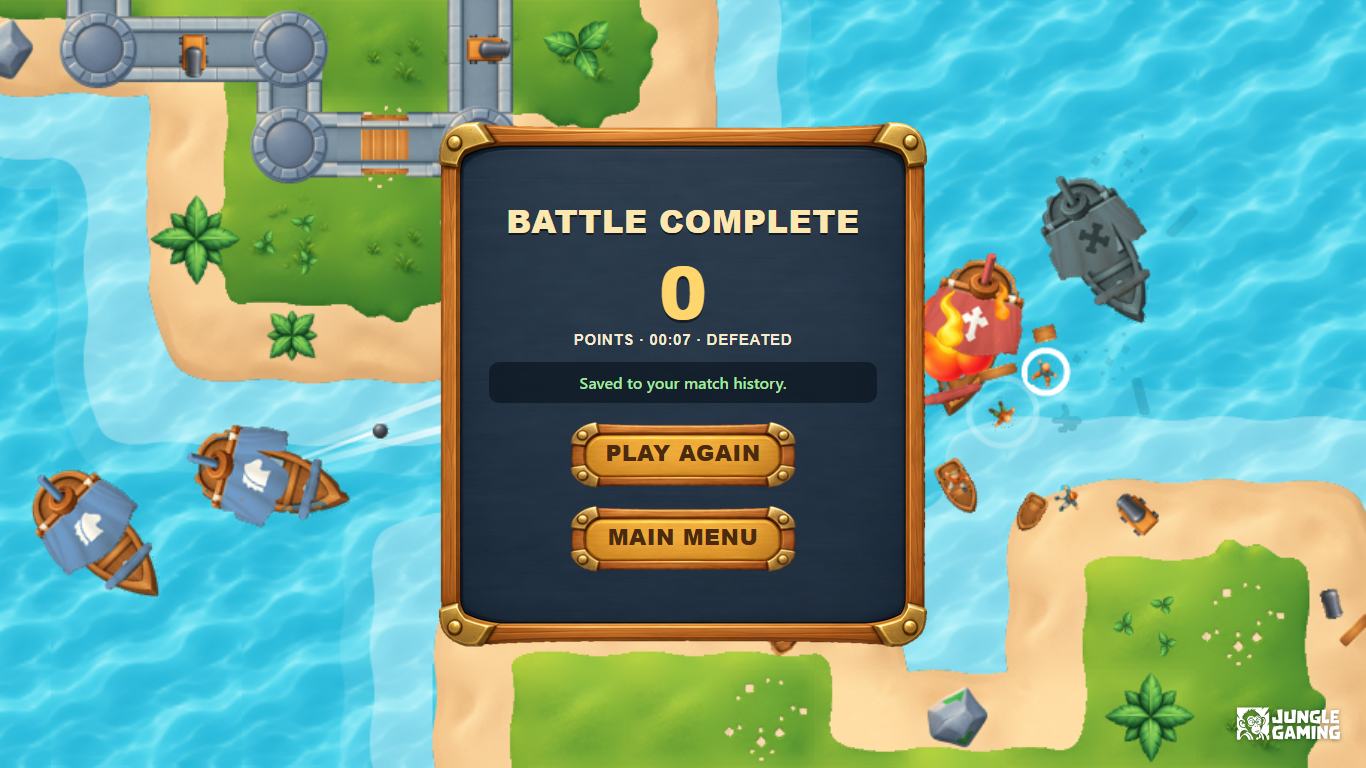 BATTLE COMPLETE
0
POINTS · 00:07 · DEFEATED
Saved to your match history.
PLAY AGAIN
MAIN MENU
JUNGLE
GAMING